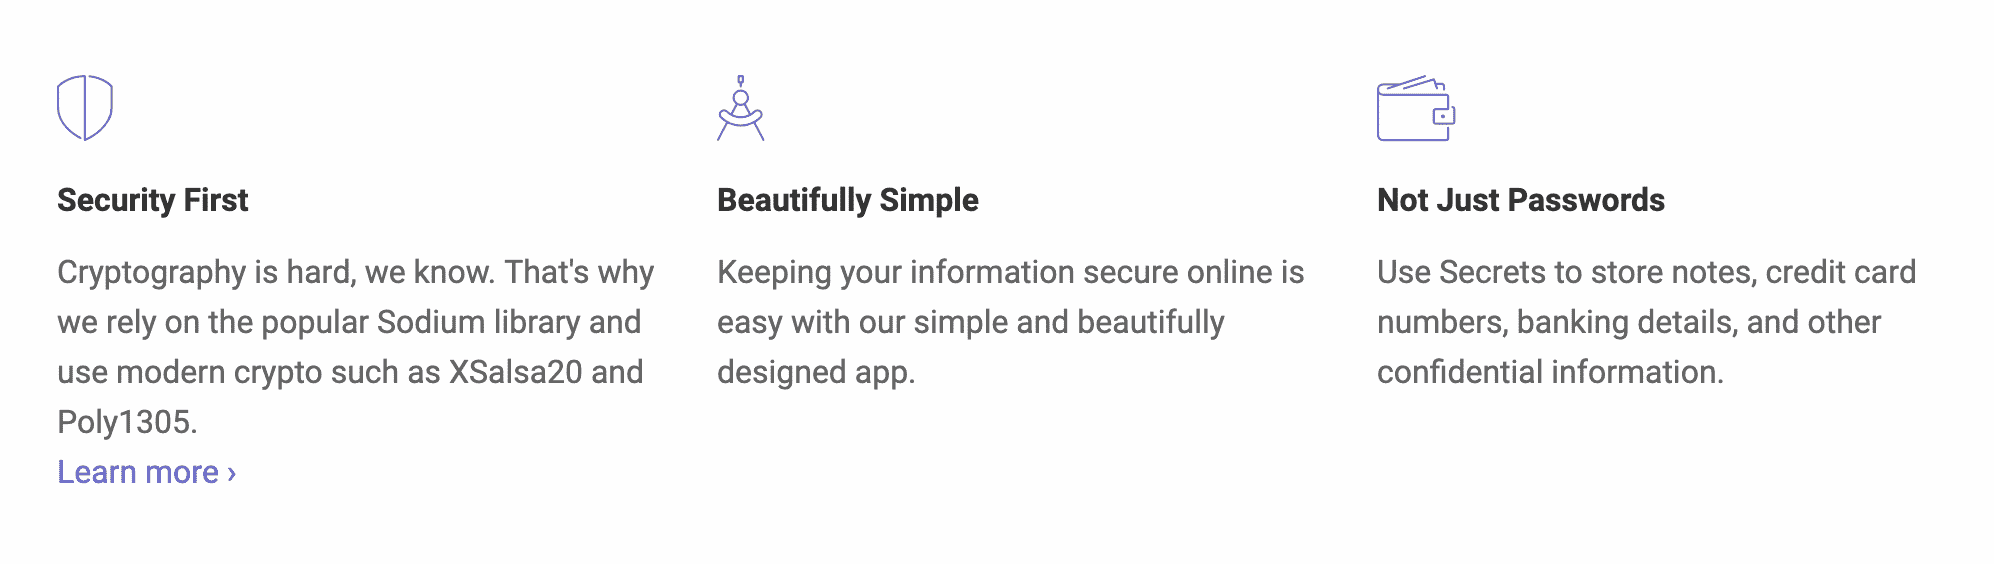 Security First
Cryptography is hard, we know. That's why
we rely on the popular Sodium library and
use modern crypto such as XSalsa20 and
Poly1305.
Learn more ›
Beautifully Simple
Keeping your information secure online is
easy with our simple and beautifully
designed app.
Not Just Passwords
Use Secrets to store notes, credit card
numbers, banking details, and other
confidential information.